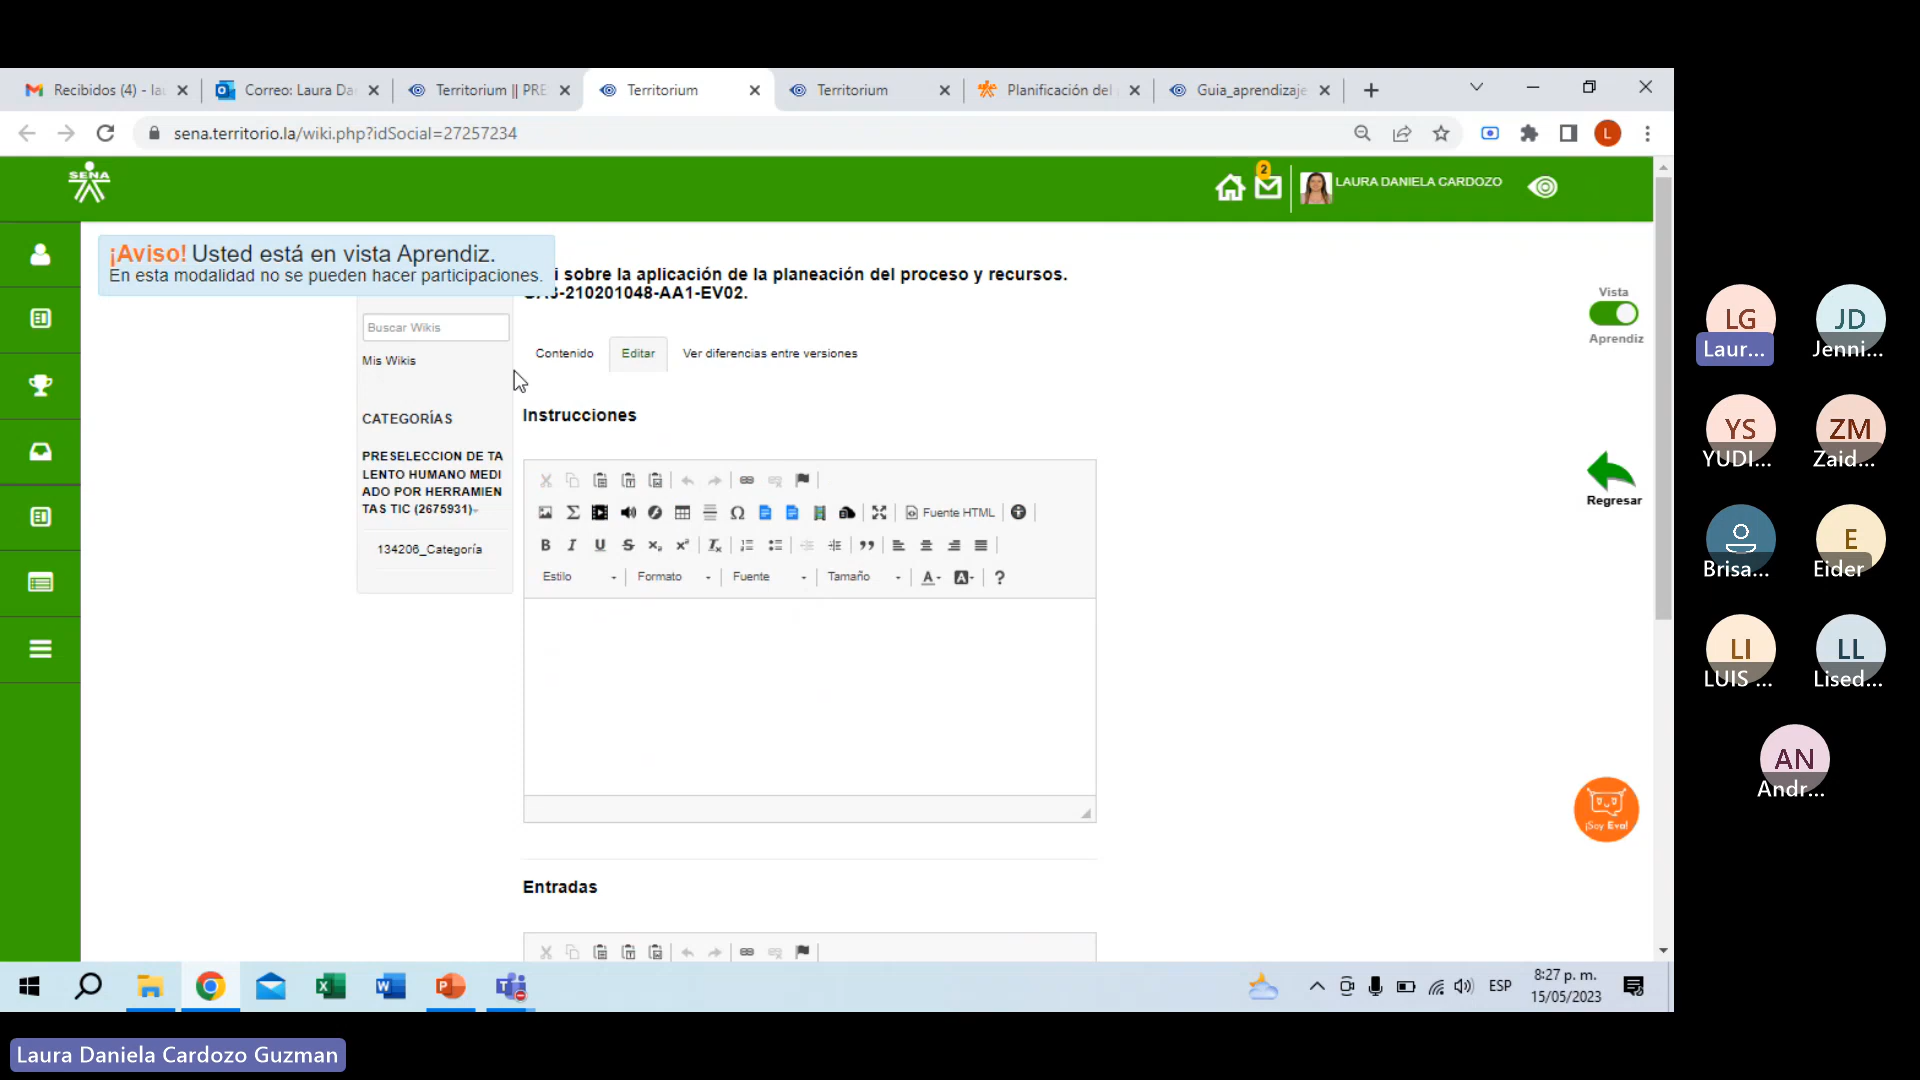 Recibidos (4) - la
Correo: Laura Da
Territorium || PRE
Territorium
Territorium
Planificación del
Guia_aprendizaje
sena.territorio.la/wiki.php?idSocial=27257234
L
SENA
2
LAURA DANIELA CARDOZO
¡Aviso! Usted está en vista Aprendiz.
En esta modalidad no se pueden hacer participaciones.
i sobre la aplicación de la planeación del proceso y recursos.
-210201048-AA1-EV02.
Vista
Aprendiz
Buscar Wikis
Mis Wikis
Contenido
Editar
Ver diferencias entre versiones
CATEGORÍAS
PRESELECCION DE TA
LENTO HUMANO MEDI
ADO POR HERRAMIEN
TAS TIC (2675931)
134206_Categoría
Instrucciones
Fuente HTML
Estilo
Formato
Fuente
Tamaño
Regresar
¡Soy Eva!
Entradas
ESP
8:27 p. m.
15/05/2023
LG
Laur...
JD
Jenni...
YS
YUDI...
ZM
Zaid...
Brisa...
E
Eider
LI
LUIS ...
LL
Lised...
AN
Andr...
Laura Daniela Cardozo Guzman